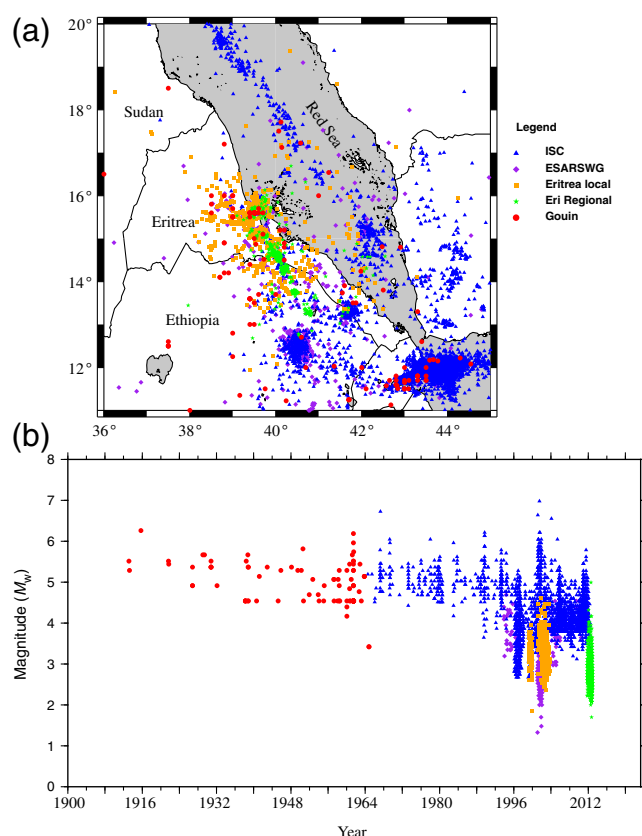 (a)
20°
18°
16°
14°
12°
36°
38°
40°
42°
44°
Sudan
Red Sea
Eritrea
Ethiopia
Legend
ISC
ESARSWG
Eritrea local
Eri Regional
Gouin
(b)
8
7
6
5
4
3
2
1
0
Magnitude (Mw)
1900 1916 1932 1948 1964 1980 1996 2012
Year